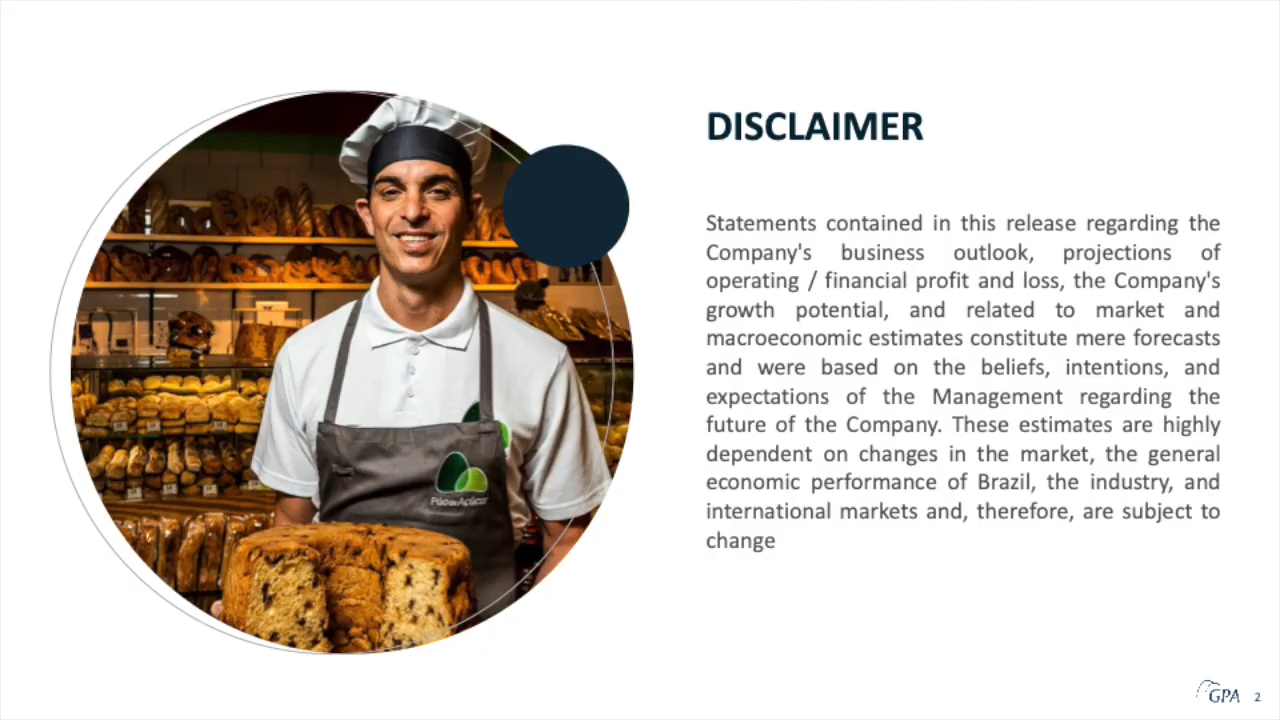 DISCLAIMER
Statements contained in this release regarding the
Company's business outlook, projections of
operating / financial profit and loss, the Company's
growth potential, and related to market and
macroeconomic estimates constitute mere forecasts
and were based on the beliefs, intentions, and
expectations of the Management regarding the
future of the Company. These estimates are highly
dependent on changes in the market, the general
economic performance of Brazil, the industry, and
international markets and, therefore, are subject to
change
Pão de Açúcar
GPA 2